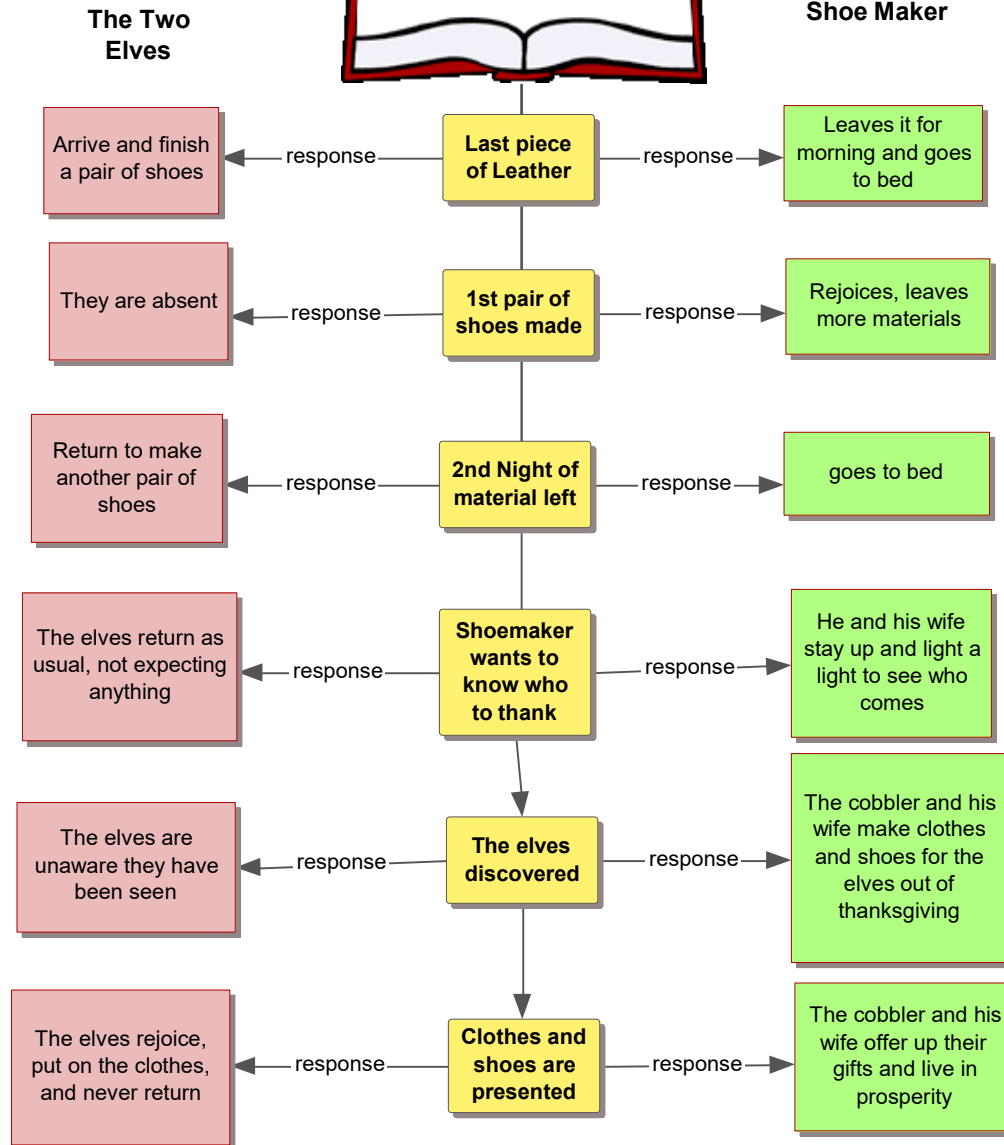 The Two
Elves
Shoe Maker
Arrive and finish
a pair of shoes
response
Last piece
of Leather
response
Leaves it for
morning and goes
to bed
They are absent
response
1st pair of
shoes made
response
Rejoices, leaves
more materials
Return to make
another pair of
shoes
response
2nd Night of
material left
response
goes to bed
The elves return as
usual, not expecting
anything
response
Shoemaker
wants to
know who
to thank
response
He and his wife
stay up and light a
light to see who
comes
The elves are
unaware they have
been seen
response
The elves
discovered
response
The cobbler and his
wife make clothes
and shoes for the
elves out of
thanksgiving
The elves rejoice,
put on the clothes,
and never return
response
Clothes and
shoes are
presented
response
The cobbler and his
wife offer up their
gifts and live in
prosperity